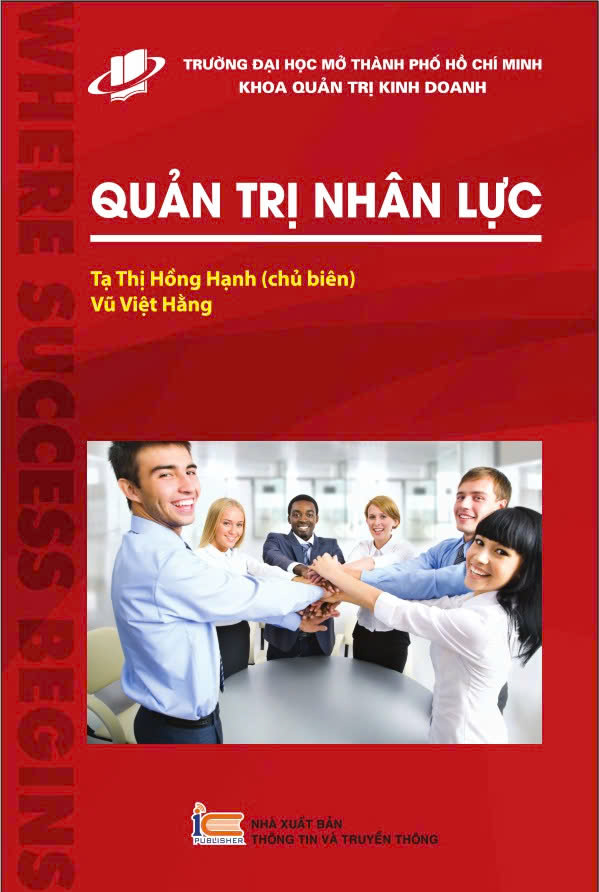 TRƯỜNG ĐẠI HỌC MỞ THÀNH PHỐ HỒ CHÍ MINH
KHOA QUẢN TRỊ KINH DOANH
QUẢN TRỊ NHÂN LỰC
Tạ Thị Hồng Hạnh (chủ biên)
Vũ Việt Hằng
WHERE SUCCESS BEGINS
iC
PUBLISHER
NHÀ XUẤT BẢN
THÔNG TIN VÀ TRUYỀN THÔNG